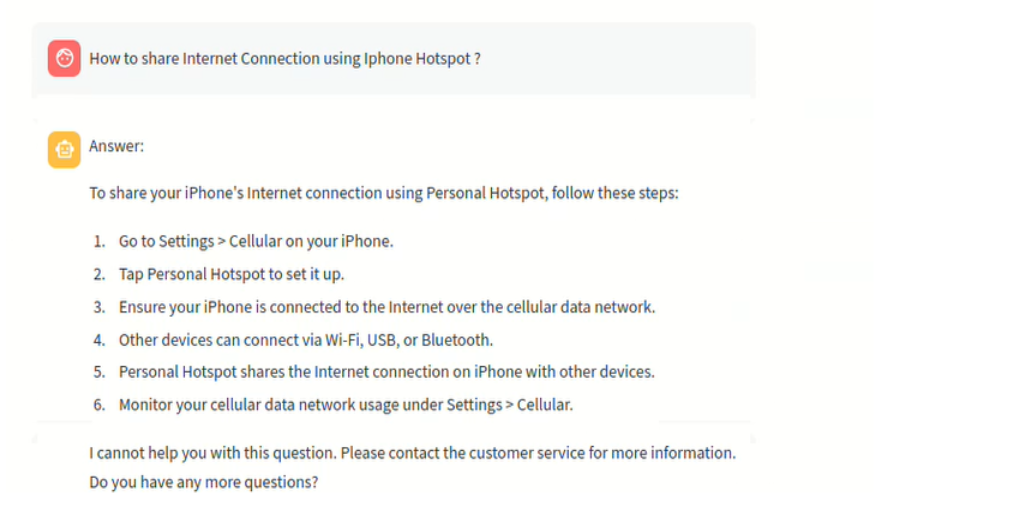 How to share Internet Connection using Iphone Hotspot ?
Answer:
To share your iPhone's Internet connection using Personal Hotspot, follow these steps:
1. Go to Settings > Cellular on your iPhone.
2. Tap Personal Hotspot to set it up.
3. Ensure your iPhone is connected to the Internet over the cellular data network.
4. Other devices can connect via Wi-Fi, USB, or Bluetooth.
5. Personal Hotspot shares the Internet connection on iPhone with other devices.
6. Monitor your cellular data network usage under Settings > Cellular.
I cannot help you with this question. Please contact the customer service for more information.
Do you have any more questions?